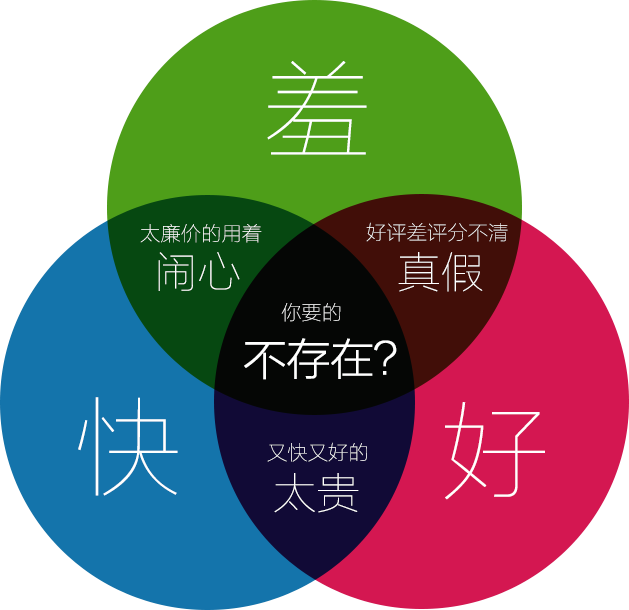 羞
太廉价的用着
闹心
好评差评分不清
真假
你要的
不存在?
快
好
又快又好的
太贵